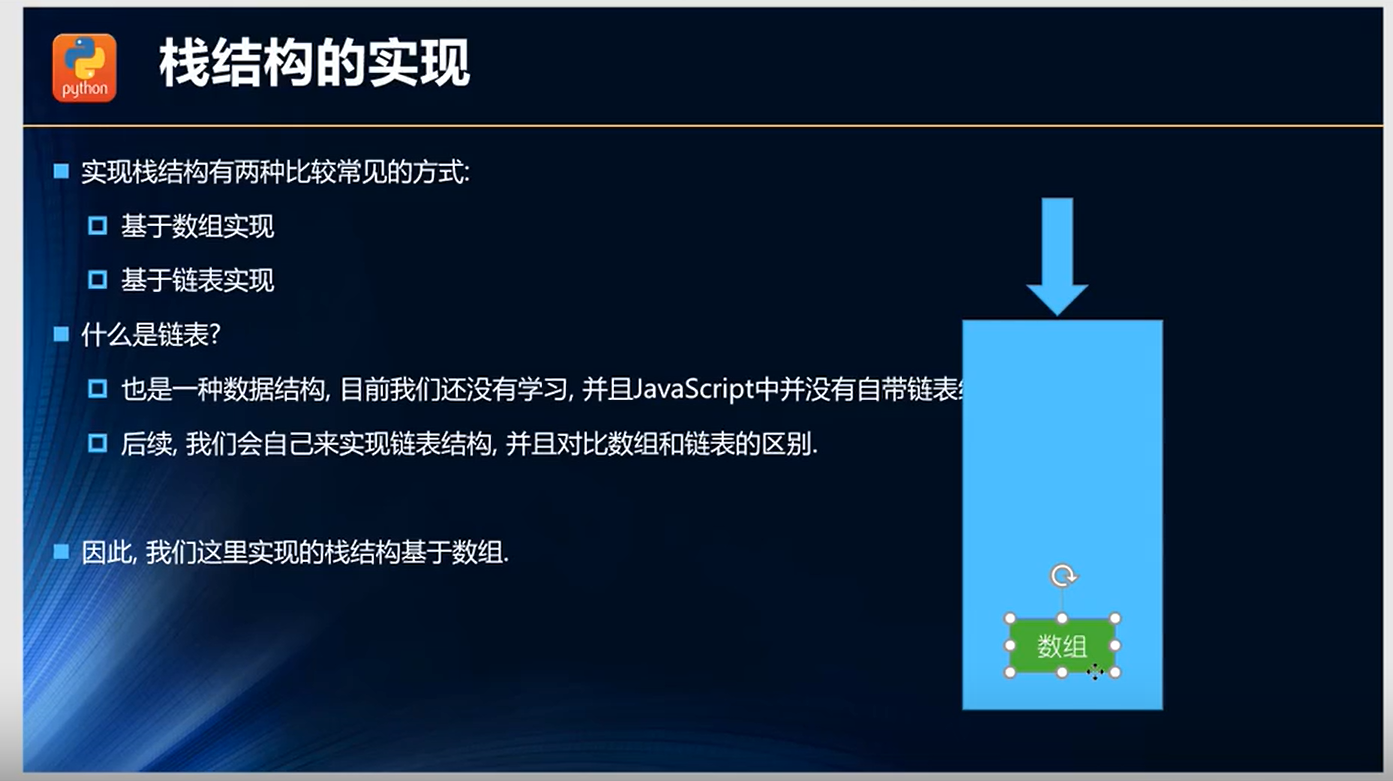 python
栈结构的实现
实现栈结构有两种比较常见的方式:
基于数组实现
基于链表实现
什么是链表?
也是一种数据结构, 目前我们还没有学习, 并且JavaScript中并没有自带链表
后续, 我们会自己来实现链表结构, 并且对比数组和链表的区别.
因此, 我们这里实现的栈结构基于数组.
数组